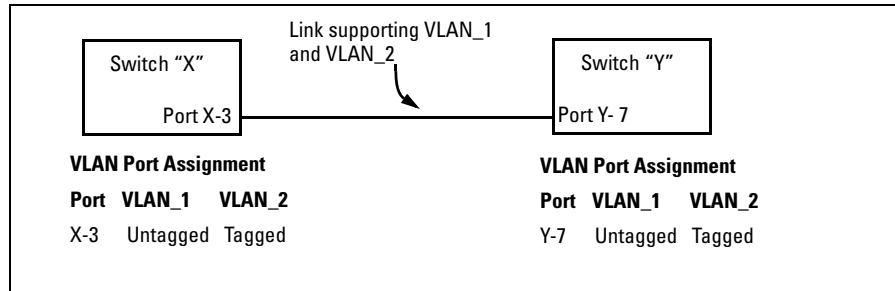 Link supporting VLAN_1
and VLAN_2
Switch “X”
Port X-3
Switch “Y”
Port Y- 7
VLAN Port Assignment
Port VLAN_1 VLAN_2
X-3 Untagged Tagged
VLAN Port Assignment
Port VLAN_1 VLAN_2
Y-7 Untagged Tagged